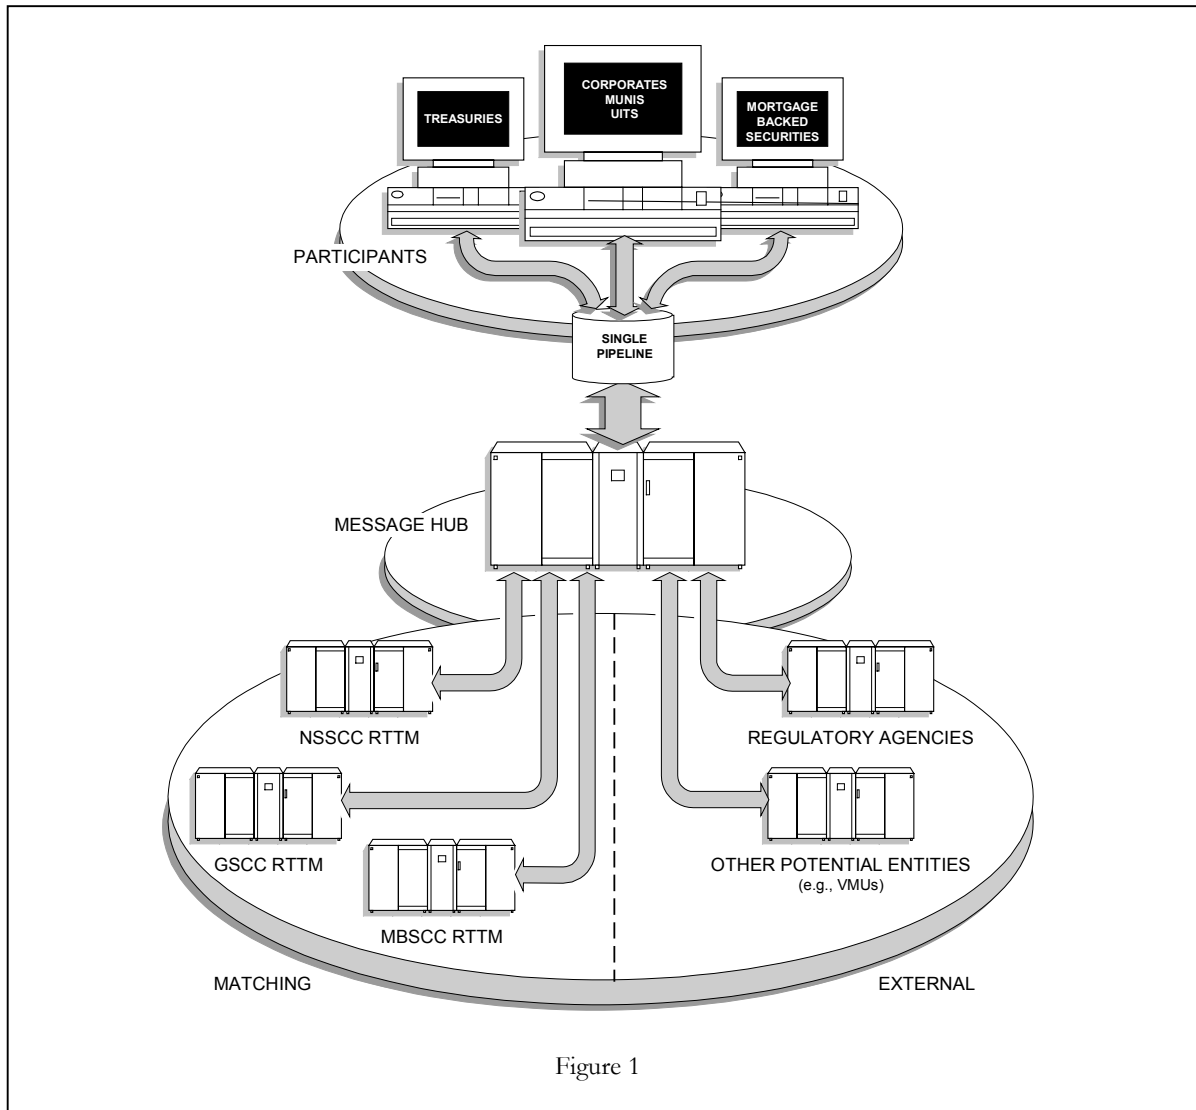 TREASURIES
CORPORATES
MUNIS
UITS
MORTGAGE
BACKED
SECURITIES
PARTICIPANTS
SINGLE
PIPELINE
MESSAGE HUB
NSSCC RTTM
REGULATORY AGENCIES
GSCC RTTM
OTHER POTENTIAL ENTITIES
(e.g., VMUs)
MBSCC RTTM
MATCHING
EXTERNAL
Figure 1